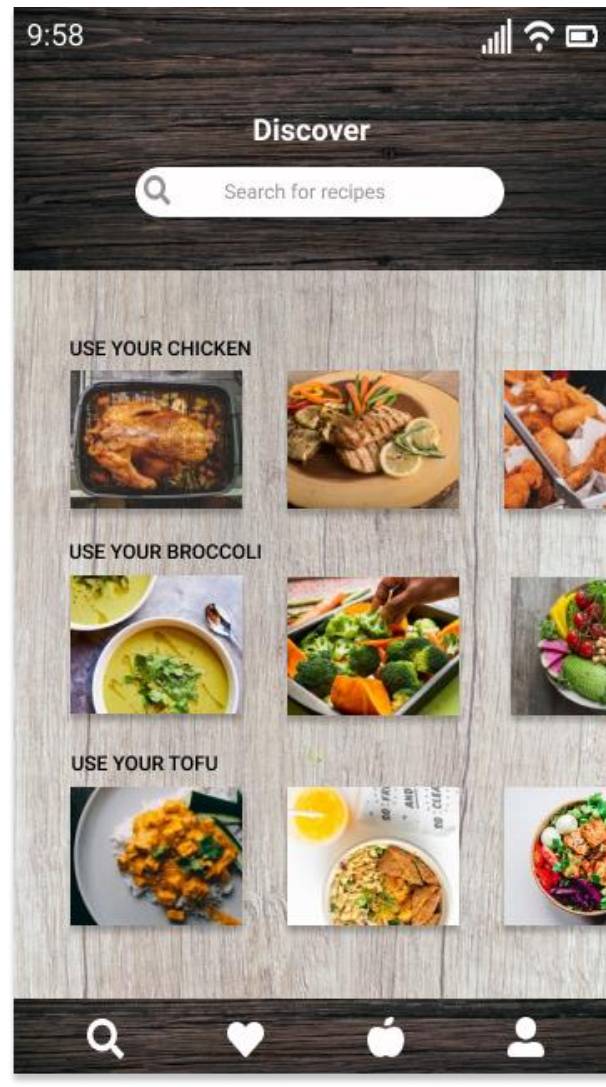 9:58
Discover
Search for recipes
USE YOUR CHICKEN
USE YOUR BROCCOLI
USE YOUR TOFU